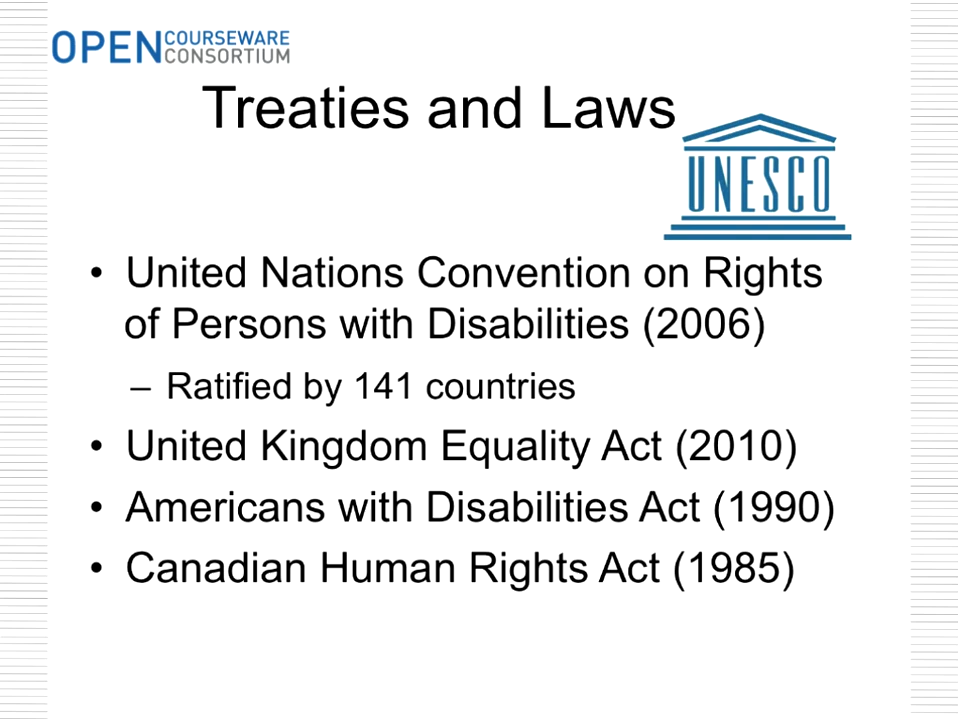 OPEN COURSEWARE CONSORTIUM
Treaties and Laws
UNESCO
• United Nations Convention on Rights
of Persons with Disabilities (2006)
– Ratified by 141 countries
• United Kingdom Equality Act (2010)
• Americans with Disabilities Act (1990)
• Canadian Human Rights Act (1985)